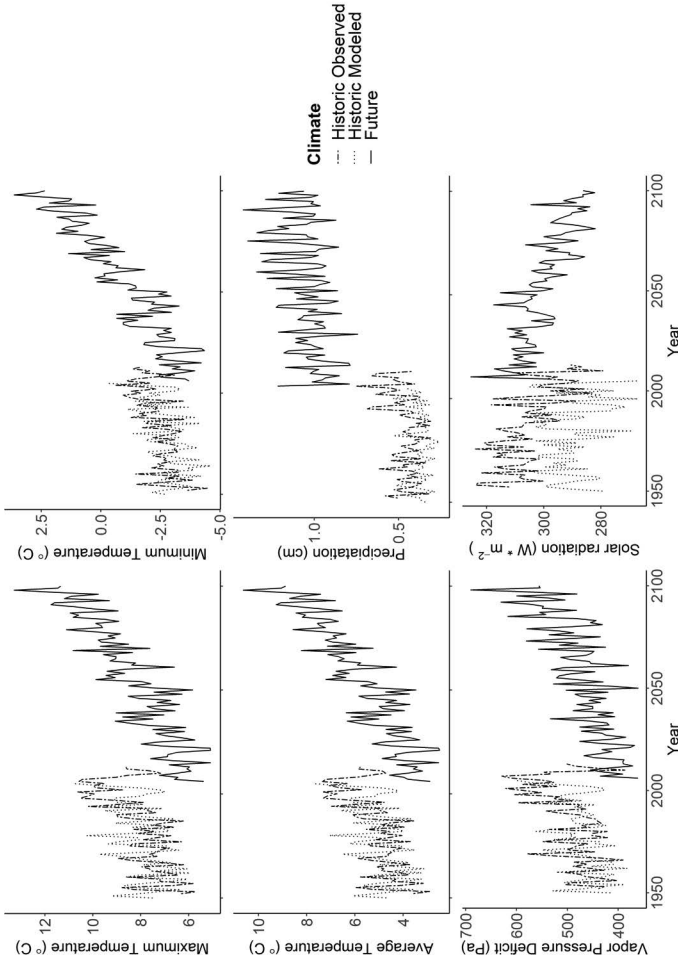 Maximum Temperature (° C)
12
10
8
6
Minimum Temperature (° C)
2.5
0.0
-2.5
-5.0
Average Temperature (° C)
10
8
6
4
Precipiatation (cm)
1.0
0.5
Climate
Historic Observed
Historic Modeled
Future
Vapor Pressure Deficit (Pa)
700
600
500
400
1950
2000
2050
2100
Year
Solar radiation (W * m⁻²)
320
300
280
1950
2000
2050
2100
Year